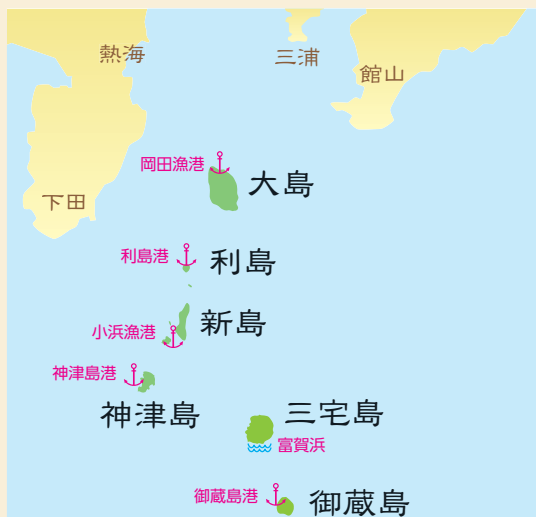 熱海
三浦
館山
岡田漁港
大島
下田
利島港
利島
新島
小浜漁港
神津島港
神津島
三宅島
富賀浜
御蔵島港
御蔵島